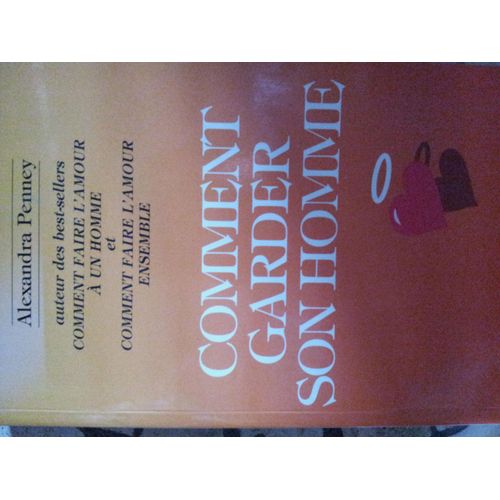 Alexandra Penney
auteur des best-sellers
COMMENT FAIRE L'AMOUR
À UN HOMME
et
COMMENT FAIRE L'AMOUR
ENSEMBLE
COMMENT
GARDER
SON HOMME